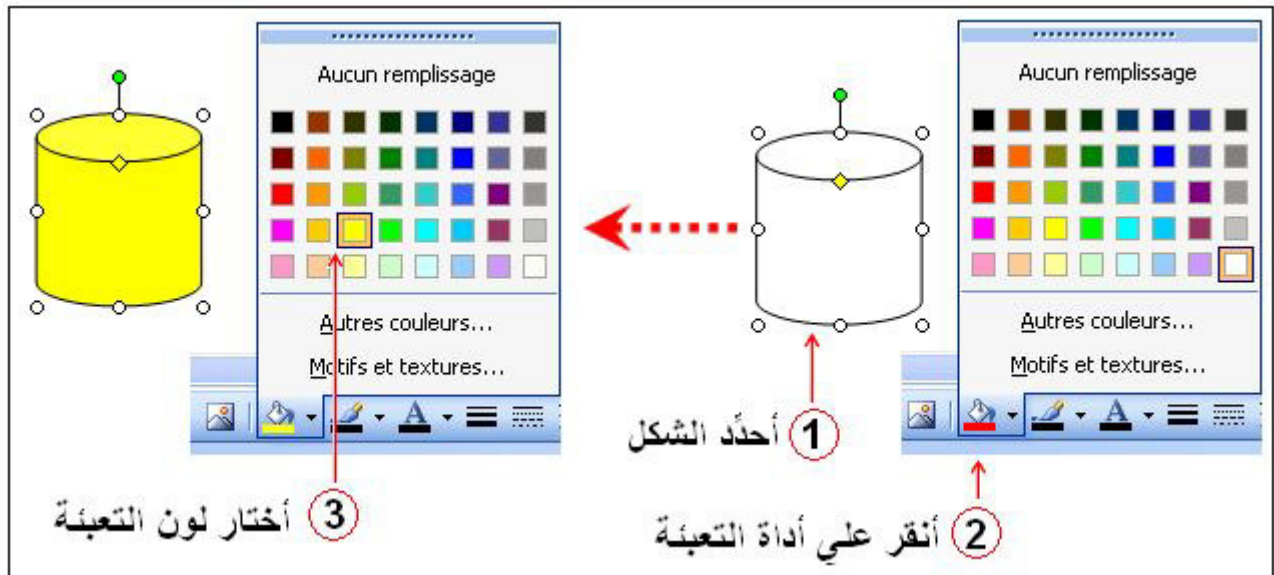 Aucun remplissage
Autres couleurs...
Motifs et textures...
1 أحدِّد الشكل
2 أنقر علي أداة التعبئة
Aucun remplissage
Autres couleurs...
Motifs et textures...
A
3 أختار لون التعبئة
A